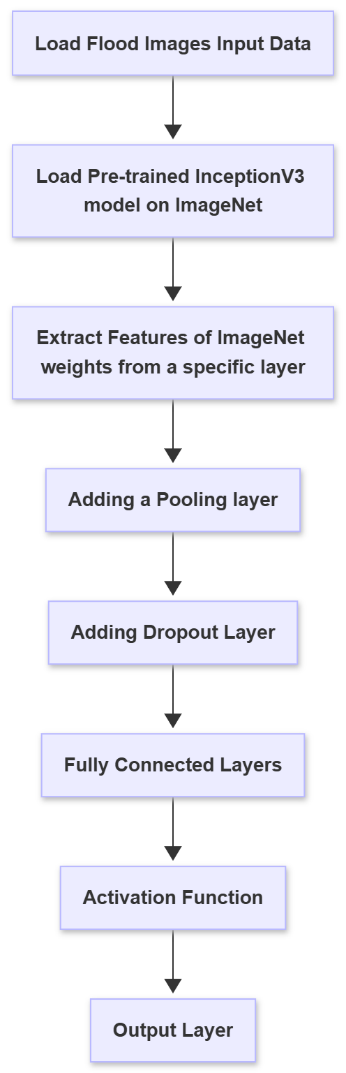 Load Flood Images Input Data
Load Pre-trained InceptionV3
model on ImageNet
Extract Features of ImageNet
weights from a specific layer
Adding a Pooling layer
Adding Dropout Layer
Fully Connected Layers
Activation Function
Output Layer